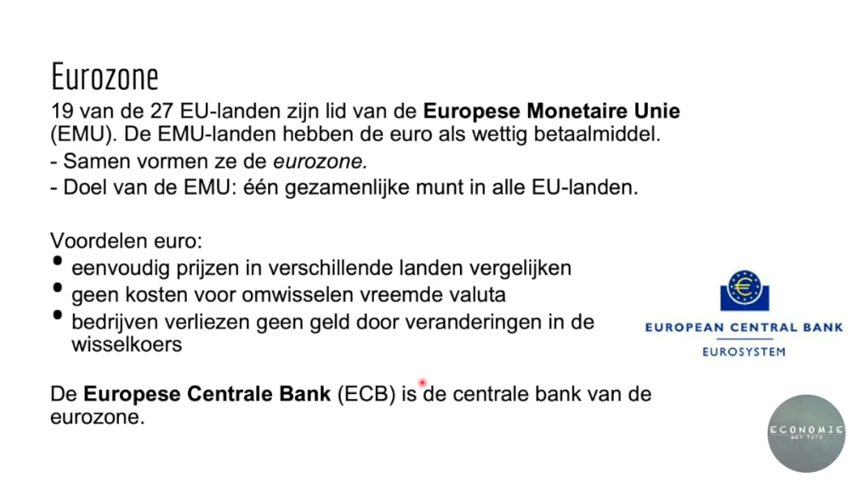 Eurozone
19 van de 27 EU-landen zijn lid van de Europese Monetaire Unie
(EMU). De EMU-landen hebben de euro als wettig betaalmiddel.
- Samen vormen ze de eurozone.
- Doel van de EMU: één gezamenlijke munt in alle EU-landen.
Voordelen euro:
• eenvoudig prijzen in verschillende landen vergelijken
• geen kosten voor omwisselen vreemde valuta
• bedrijven verliezen geen geld door veranderingen in de
wisselkoers
De Europese Centrale Bank (ECB) is de centrale bank van de
eurozone.
€
EUROPEAN CENTRAL BANK
EUROSYSTEM
ECONOMIE
MET TITS